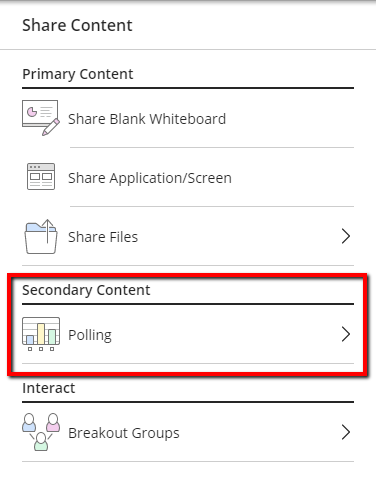 Share Content
Primary Content
Share Blank Whiteboard
Share Application/Screen
Share Files
Secondary Content
Polling
Interact
Breakout Groups